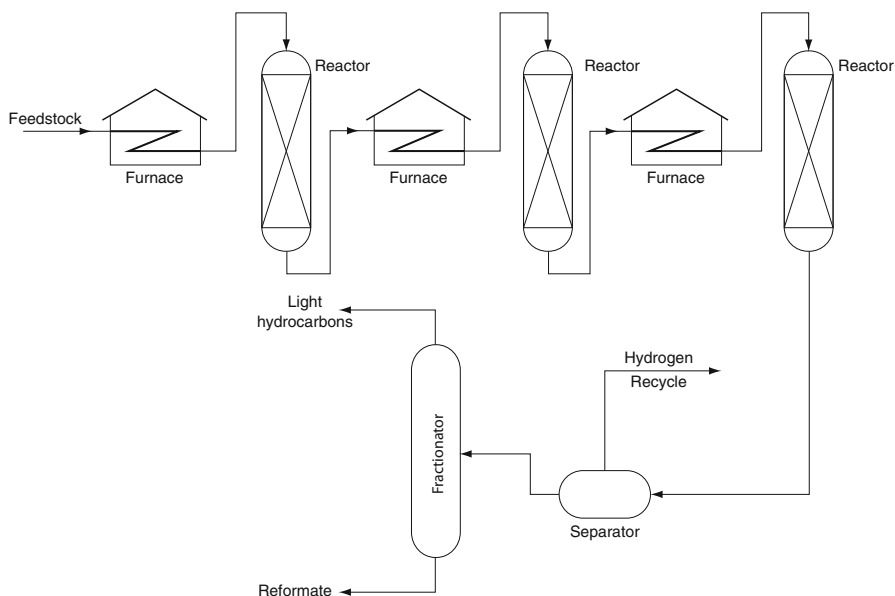 Reactor
Reactor
Reactor
Feedstock
Furnace
Furnace
Furnace
Light
hydrocarbons
Hydrogen
Recycle
Fractionator
Separator
Reformate